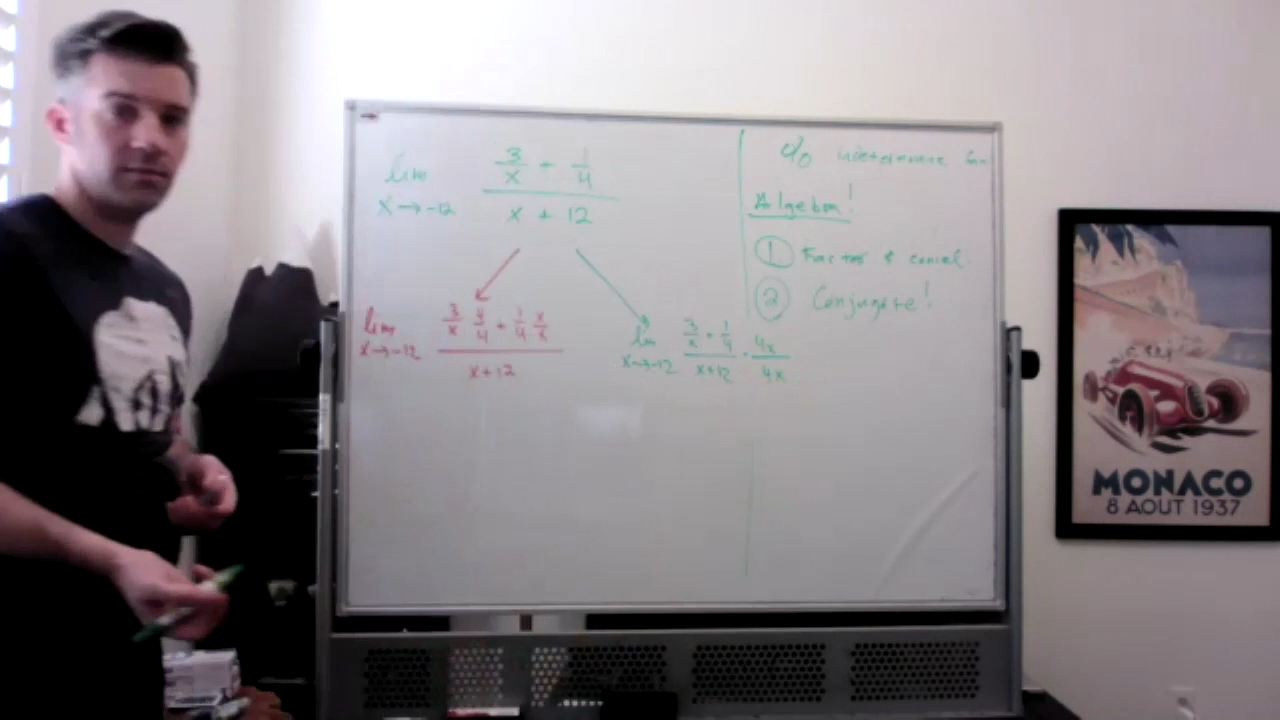 lim x→-12 (3/x + 1/4)/(x + 12)
0/0 indeterminate
Algebra!
① Factor & cancel
② Conjugate!
lim x→-12 (3/x 4/4 + 1/4 x/x)/(x+12)
lim x→-12 (3/x + 1/4)/(x+12) · 4x/4x
MONACO
8 AOUT 1937